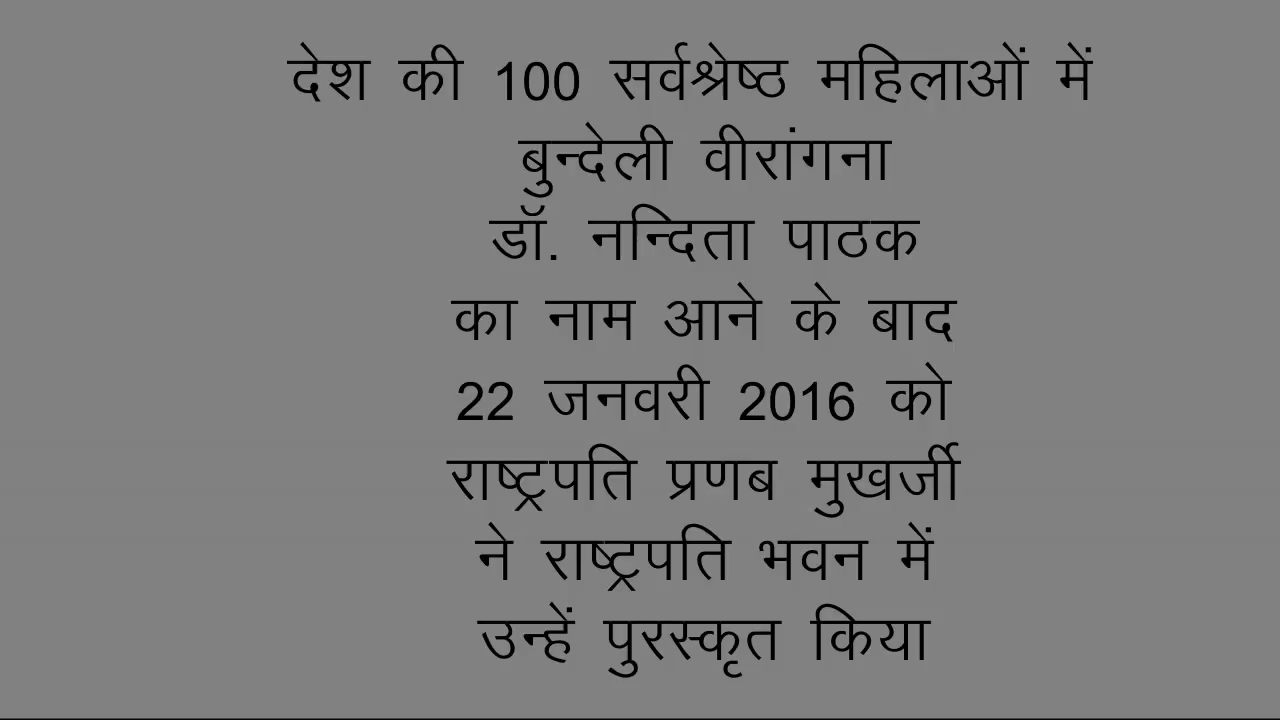 देश की 100 सर्वश्रेष्ठ महिलाओं में
बुन्देली वीरांगना
डॉ. नन्दिता पाठक
का नाम आने के बाद
22 जनवरी 2016 को
राष्ट्रपति प्रणब मुखर्जी
ने राष्ट्रपति भवन में
उन्हें पुरस्कृत किया